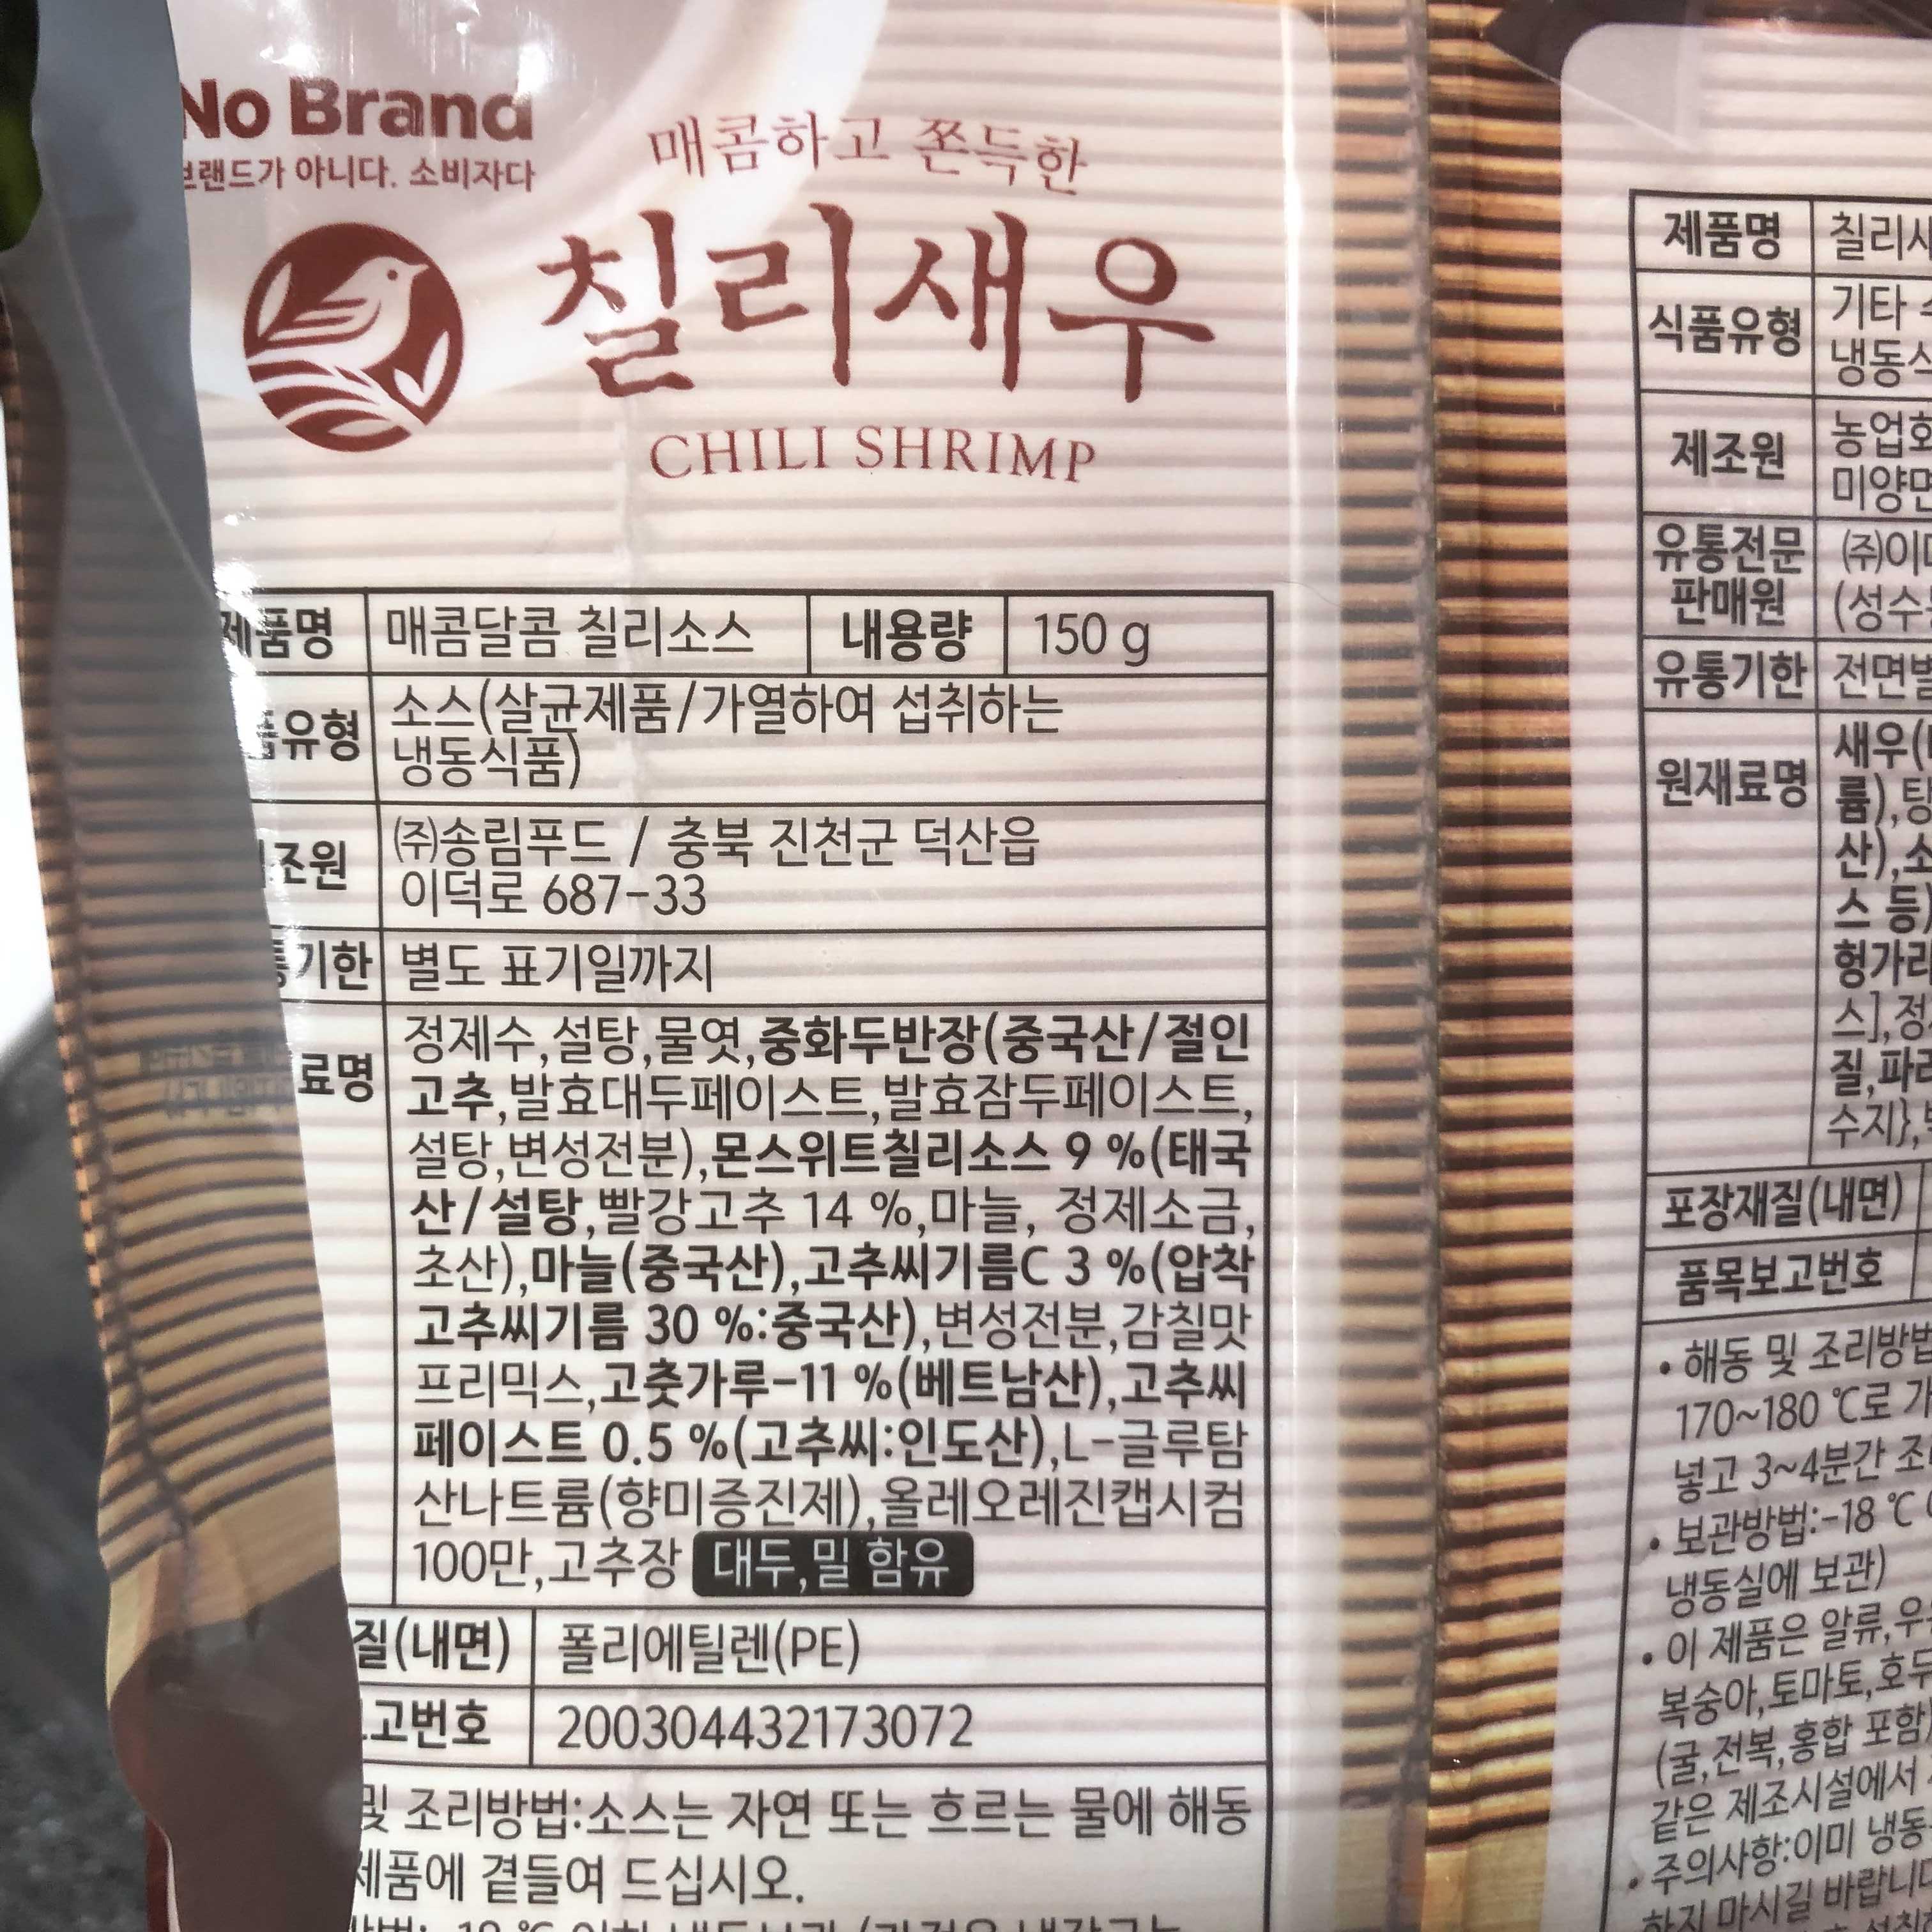 No Brand
브랜드가 아니다. 소비자다
매콤하고 쫀득한
칠리새우
CHILI SHRIMP
제품명 매콤달콤 칠리소스 내용량 150 g
유형 소스(살균제품/가열하여 섭취하는
냉동식품)
조원 ㈜송림푸드 / 충북 진천군 덕산읍
이덕로 687-33
기한 별도 표기일까지
료명 정제수,설탕,물엿,중화두반장(중국산/절인
고추,발효대두페이스트,발효잠두페이스트,
설탕,변성전분),몬스위트칠리소스 9 %(태국
산/설탕,빨강고추 14 %,마늘, 정제소금,
초산),마늘(중국산),고추씨기름C 3 %(압착
고추씨기름 30 %:중국산),변성전분,감칠맛
프리믹스,고춧가루-11 %(베트남산),고추씨
페이스트 0.5 %(고추씨:인도산),L-글루탐
산나트륨(향미증진제),올레오레진캡시컴
100만,고추장 대두,밀 함유
질(내면) 폴리에틸렌(PE)
고번호 200304432173072
및 조리방법:소스는 자연 또는 흐르는 물에 해동
제품에 곁들여 드십시오.
제품명 칠리새
식품유형 기타
냉동식
제조원 농업회
미양면
유통전문 ㈜이
판매원 (성수
유통기한 전면별
원재료명 새우(
륨),탕
산),소
스 등)
헝가리
스],정
질,파
수지},
포장재질(내면)
품목보고번호
• 해동 및 조리방법
170~180 ℃로 가
넣고 3~4분간 조
• 보관방법:-18 ℃
냉동실에 보관)
• 이 제품은 알류,우
복숭아,토마토,호두
(굴,전복,홍합 포함)
같은 제조시설에서
• 주의사항:이미 냉동
하지 마시길 바랍니다